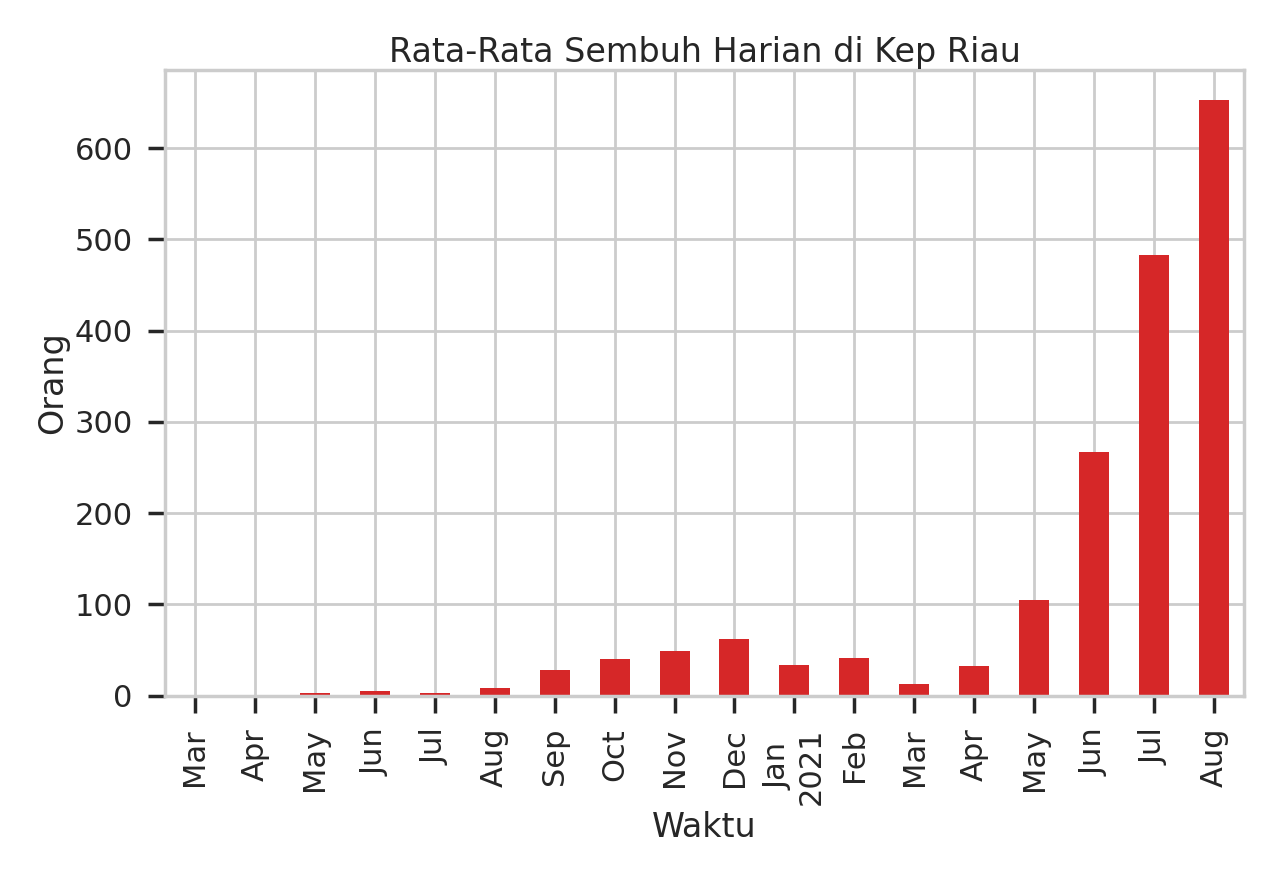 Rata-Rata Sembuh Harian di Kep Riau
Orang
600
500
400
300
200
100
0
Mar
Apr
May
Jun
Jul
Aug
Sep
Oct
Nov
Dec
Jan
2021
Feb
Mar
Apr
May
Jun
Jul
Aug
Waktu